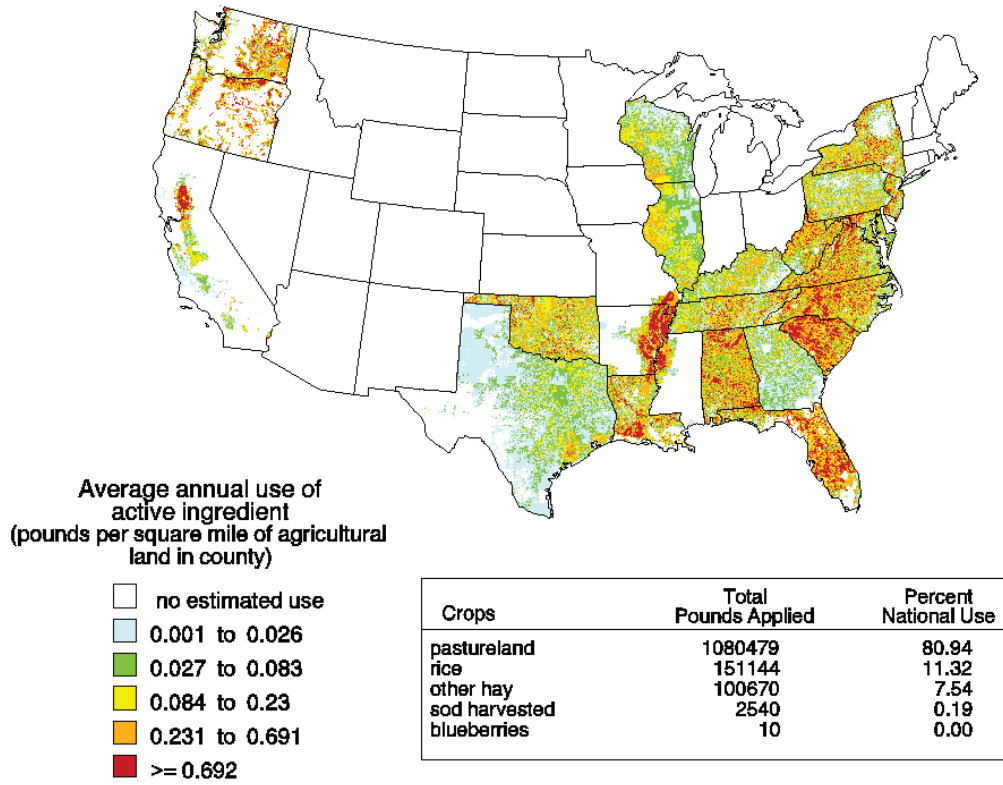 Average annual use of
active ingredient
(pounds per square mile of agricultural
land in county)
no estimated use
0.001 to 0.026
0.027 to 0.083
0.084 to 0.23
0.231 to 0.691
>= 0.692
Crops Total Pounds Applied Percent National Use
pastureland 1080479 80.94
rice 151144 11.32
other hay 100670 7.54
sod harvested 2540 0.19
blueberries 10 0.00